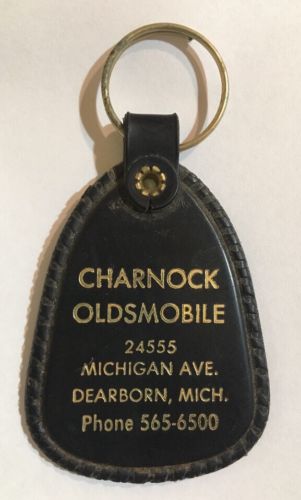 CHARNOCK
OLDSMOBILE
24555
MICHIGAN AVE.
DEARBORN, MICH.
Phone 565-6500